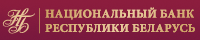 НАЦИОНАЛЬНЫЙ БАНК
РЕСПУБЛИКИ БЕЛАРУСЬ